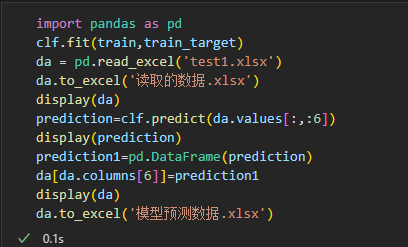 import pandas as pd
clf.fit(train,train_target)
da = pd.read_excel('test1.xlsx')
da.to_excel('读取的数据.xlsx')
display(da)
prediction=clf.predict(da.values[:,:6])
display(prediction)
prediction1=pd.DataFrame(prediction)
da[da.columns[6]]=prediction1
display(da)
da.to_excel('模型预测数据.xlsx')
0.1s